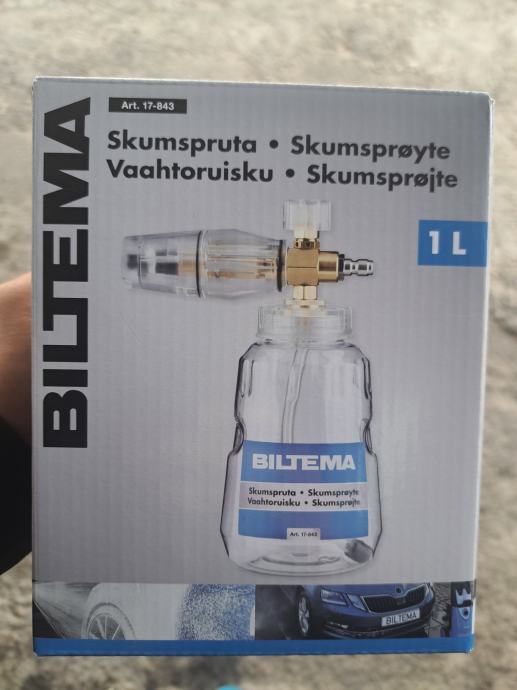 BILTEMA
Art. 17-843
Skumspruta • Skumsprøyte
Vaahtoruisku • Skumsprøjte
1 L
BILTEMA
Skumspruta • Skumsprøyte
Vaahtoruisku • Skumsprøjte
Art. 17-843
BILTEMA